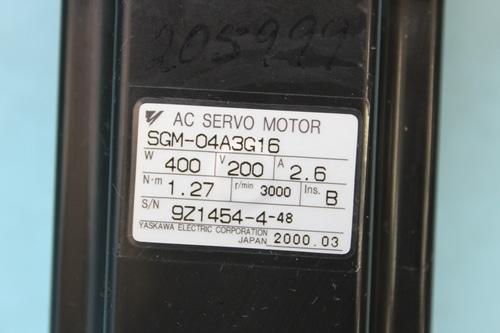 205999
AC SERVO MOTOR
SGM-04A3G16
W 400 V 200 A 2.6
N·m 1.27 r/min 3000 Ins. B
S/N 9Z1454-4-48
YASKAWA ELECTRIC CORPORATION
JAPAN 2000.03